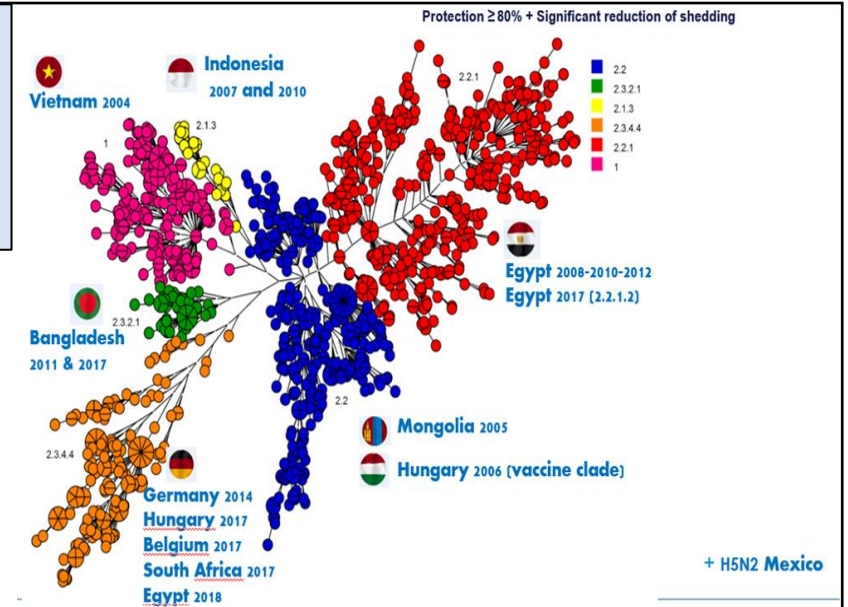 Protection ≥ 80% + Significant reduction of shedding
Indonesia
2007 and 2010
Vietnam 2004
2.2
2.3.2.1
2.1.3
2.3.4.4
2.2.1
1
2.2.1
2.1.3
1
Egypt 2008-2010-2012
Egypt 2017 (2.2.1.2)
2.3.2.1
Bangladesh
2011 & 2017
2.2
Mongolia 2005
Hungary 2006 (vaccine clade)
2.3.4.4
Germany 2014
Hungary 2017
Belgium 2017
South Africa 2017
Egypt 2018
+ H5N2 Mexico